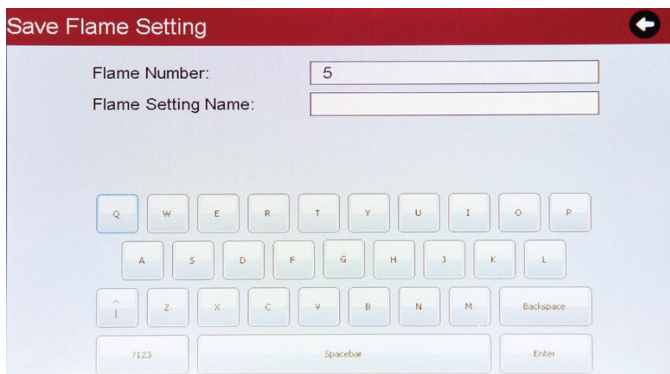 Save Flame Setting
Flame Number: 5
Flame Setting Name:
Q W E R T Y U I O P
A S D F G H J K L
Z X C V B N M Backspace
?123 Spacebar Enter